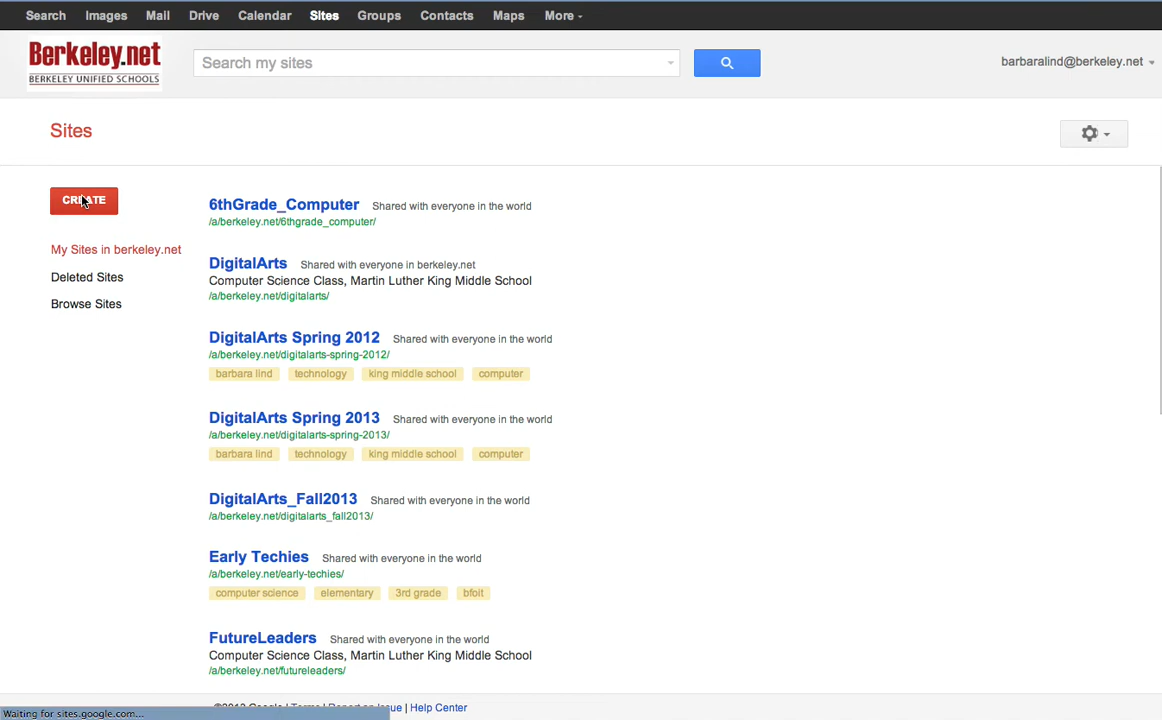 Search Images Mail Drive Calendar Sites Groups Contacts Maps More
Berkeley.net
BERKELEY UNIFIED SCHOOLS
Search my sites
barbaralind@berkeley.net
Sites
CREATE
My Sites in berkeley.net
Deleted Sites
Browse Sites
6thGrade_Computer Shared with everyone in the world
/a/berkeley.net/6thgrade_computer/
DigitalArts Shared with everyone in berkeley.net
Computer Science Class, Martin Luther King Middle School
/a/berkeley.net/digitalarts/
DigitalArts Spring 2012 Shared with everyone in the world
/a/berkeley.net/digitalarts-spring-2012/
barbara lind technology king middle school computer
DigitalArts Spring 2013 Shared with everyone in the world
/a/berkeley.net/digitalarts-spring-2013/
barbara lind technology king middle school computer
DigitalArts_Fall2013 Shared with everyone in the world
/a/berkeley.net/digitalarts_fall2013/
Early Techies Shared with everyone in the world
/a/berkeley.net/early-techies/
computer science elementary 3rd grade bfoit
FutureLeaders Shared with everyone in the world
Computer Science Class, Martin Luther King Middle School
/a/berkeley.net/futureleaders/
©2013 Google | Terms | Report an Issue | Help Center
Waiting for sites.google.com...